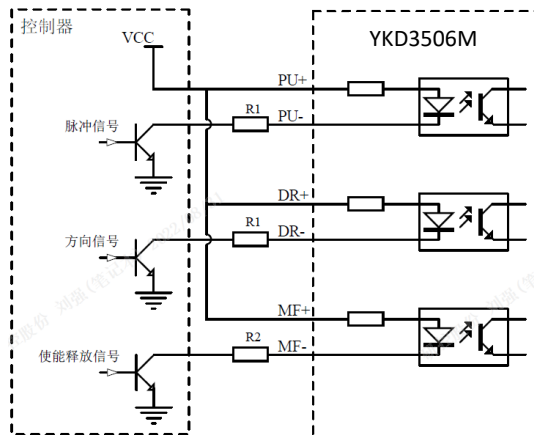 控制器
YKD3506M
VCC
PU+
R1
PU-
脉冲信号
DR+
R1
DR-
方向信号
MF+
R2
MF-
使能释放信号